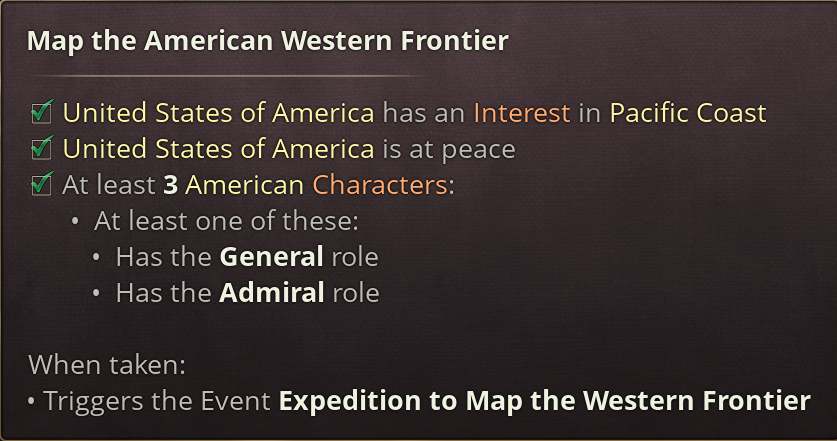 Map the American Western Frontier
United States of America has an Interest in Pacific Coast
United States of America is at peace
At least 3 American Characters:
• At least one of these:
• Has the General role
• Has the Admiral role
When taken:
• Triggers the Event Expedition to Map the Western Frontier